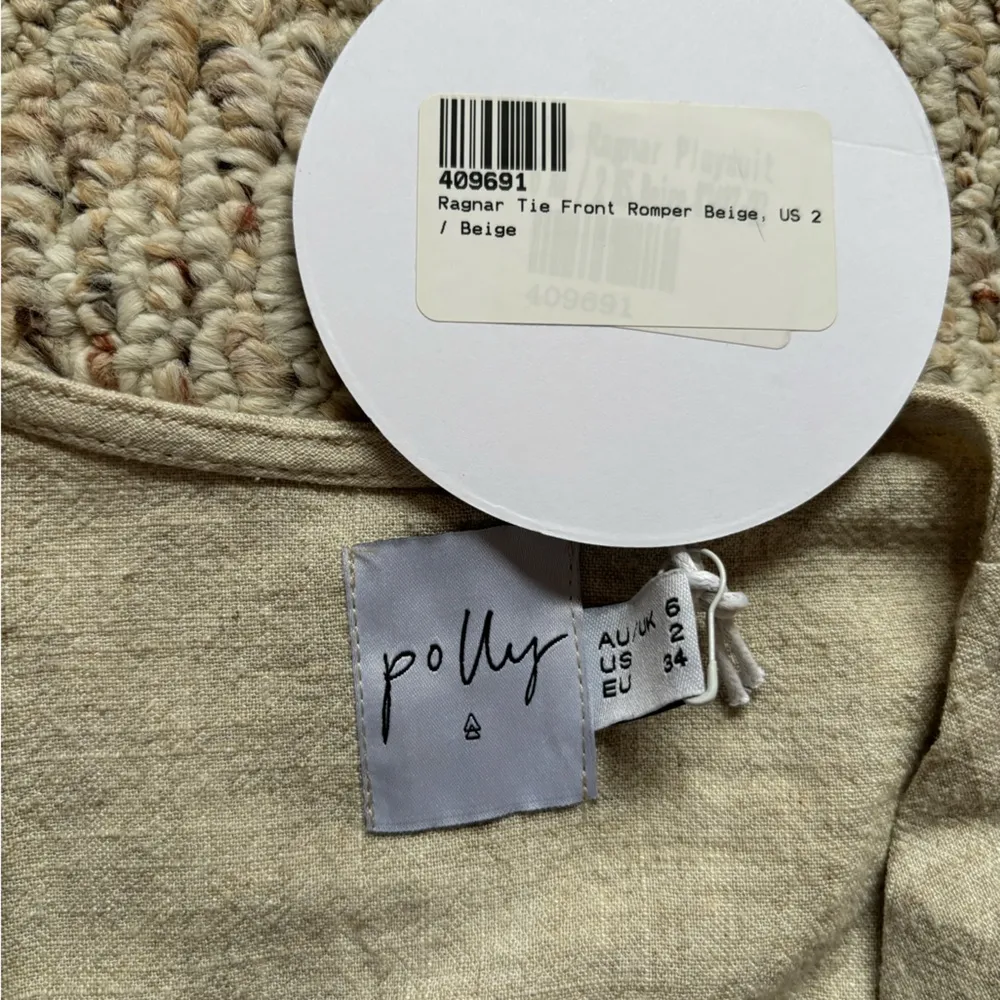 409691
Ragnar Tie Front Romper Beige, US 2
/ Beige
Ragnar Playsuit
409691
polly
AU/UK 6
US 2
EU 34